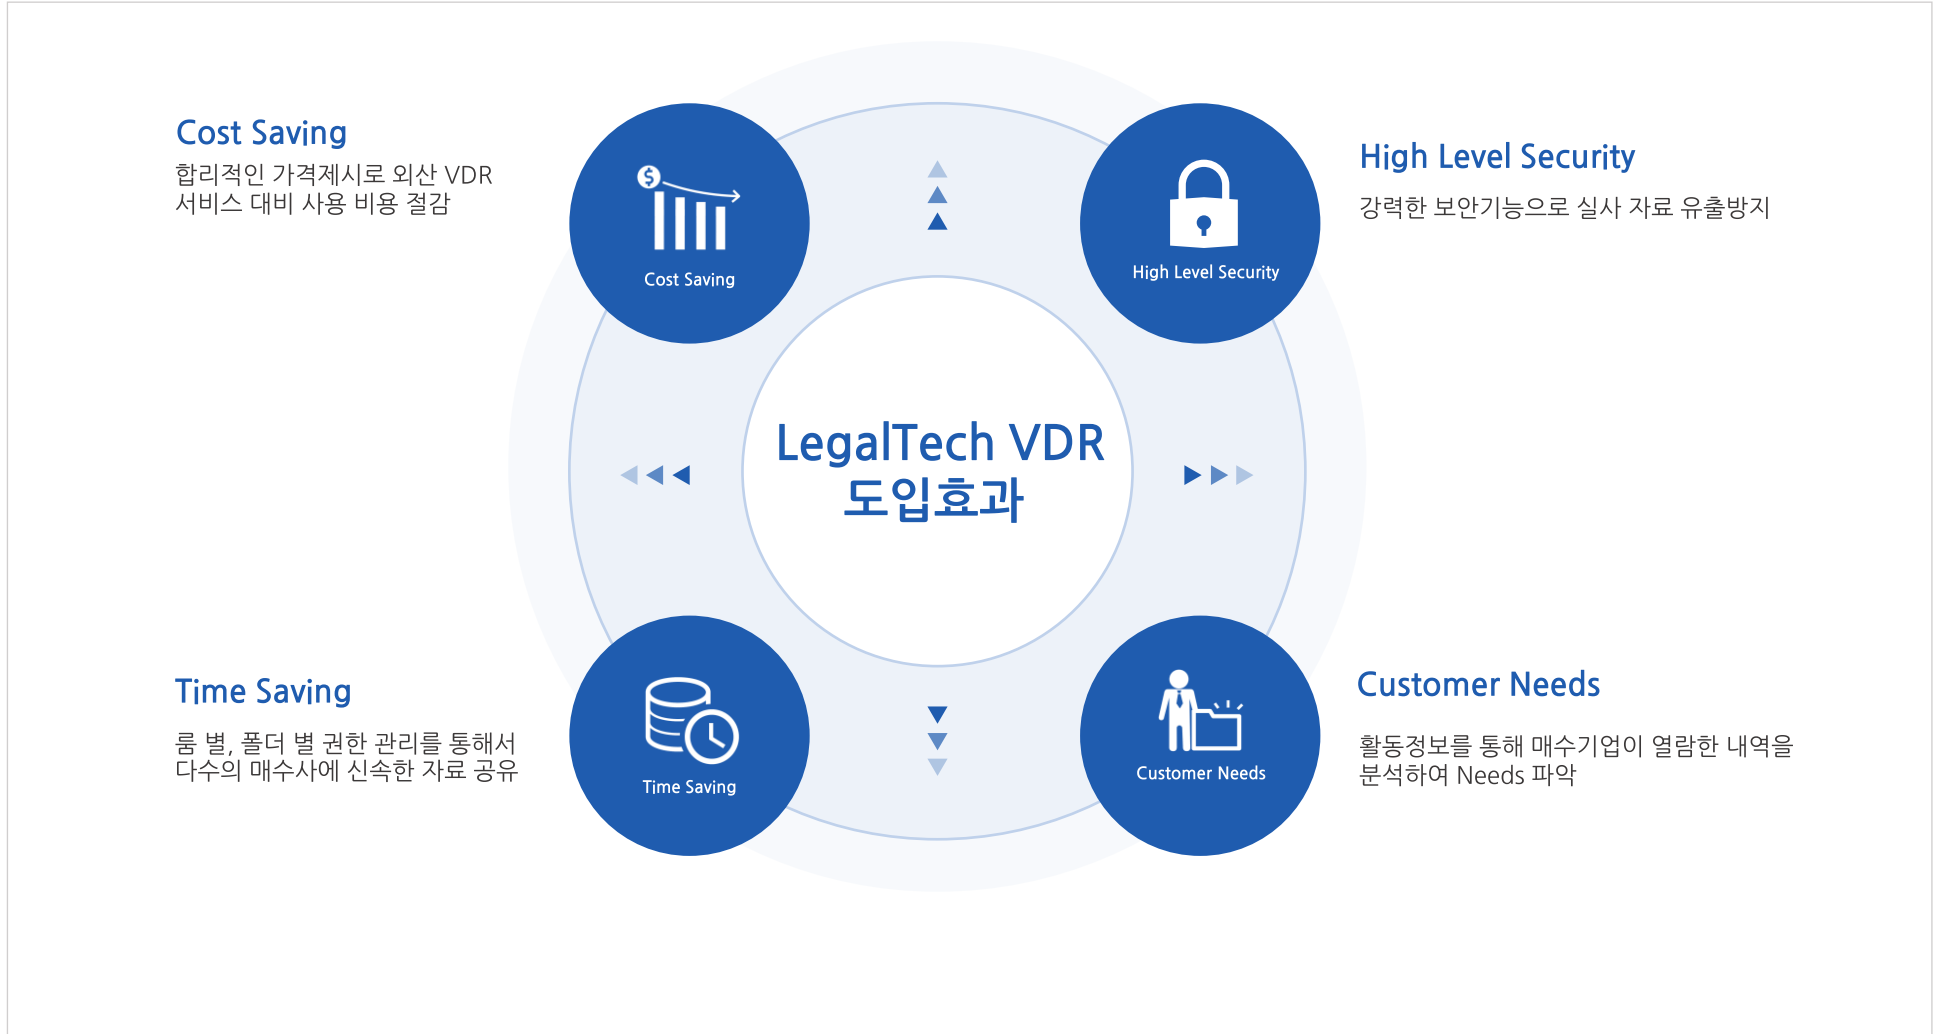 Cost Saving
합리적인 가격제시로 외산 VDR
서비스 대비 사용 비용 절감
$
Cost Saving
High Level Security
High Level Security
강력한 보안기능으로 실사 자료 유출방지
LegalTech VDR
도입효과
Time Saving
룸 별, 폴더 별 권한 관리를 통해서
다수의 매수사에 신속한 자료 공유
Time Saving
Customer Needs
Customer Needs
활동정보를 통해 매수기업이 열람한 내역을
분석하여 Needs 파악